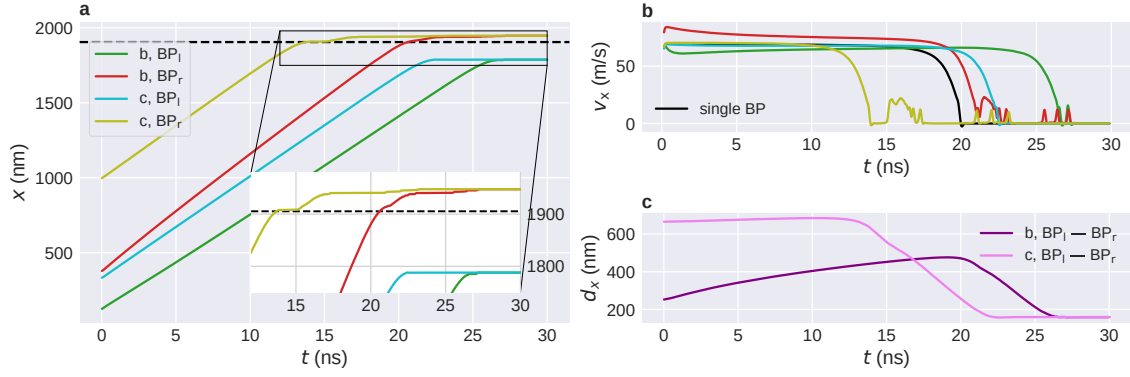 a
2000
1500
1000
500
x (nm)
b, BPl
b, BPr
c, BPl
c, BPr
1900
1800
15 20 25 30
0 5 10 15 20 25 30
t (ns)
b
50
0
vx (m/s)
single BP
0 5 10 15 20 25 30
t (ns)
c
600
400
200
dx (nm)
b, BPl — BPr
c, BPl — BPr
0 5 10 15 20 25 30
t (ns)